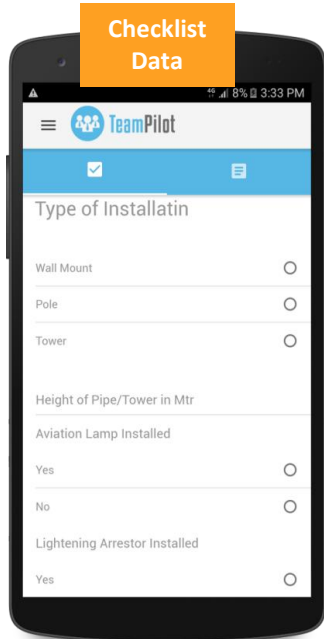 Checklist
Data
4G 8% 3:33 PM
TeamPilot
Type of Installatin
Wall Mount
Pole
Tower
Height of Pipe/Tower in Mtr
Aviation Lamp Installed
Yes
No
Lightening Arrestor Installed
Yes